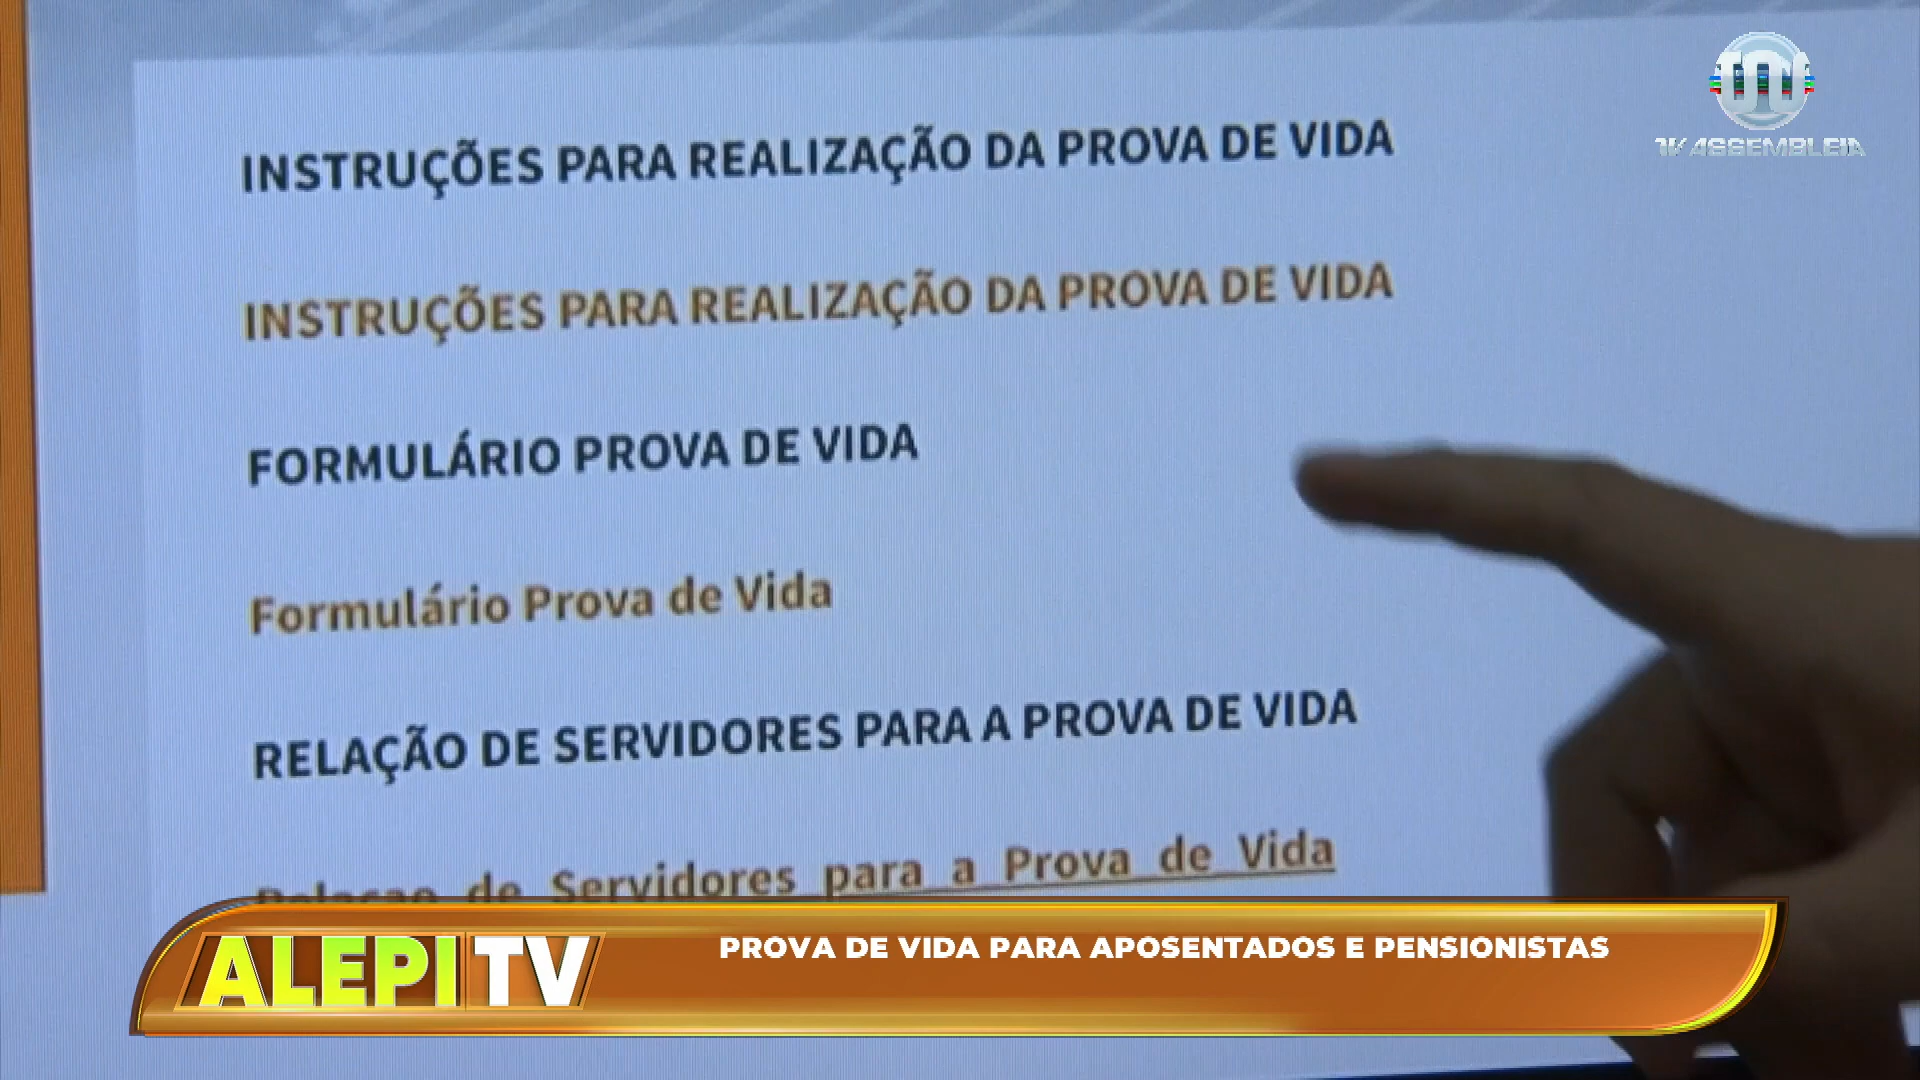 TV ASSEMBLEIA
INSTRUÇÕES PARA REALIZAÇÃO DA PROVA DE VIDA
INSTRUÇÕES PARA REALIZAÇÃO DA PROVA DE VIDA
FORMULÁRIO PROVA DE VIDA
Formulário Prova de Vida
RELAÇÃO DE SERVIDORES PARA A PROVA DE VIDA
Relaçao de Servidores para a Prova de Vida
ALEPI TV
PROVA DE VIDA PARA APOSENTADOS E PENSIONISTAS